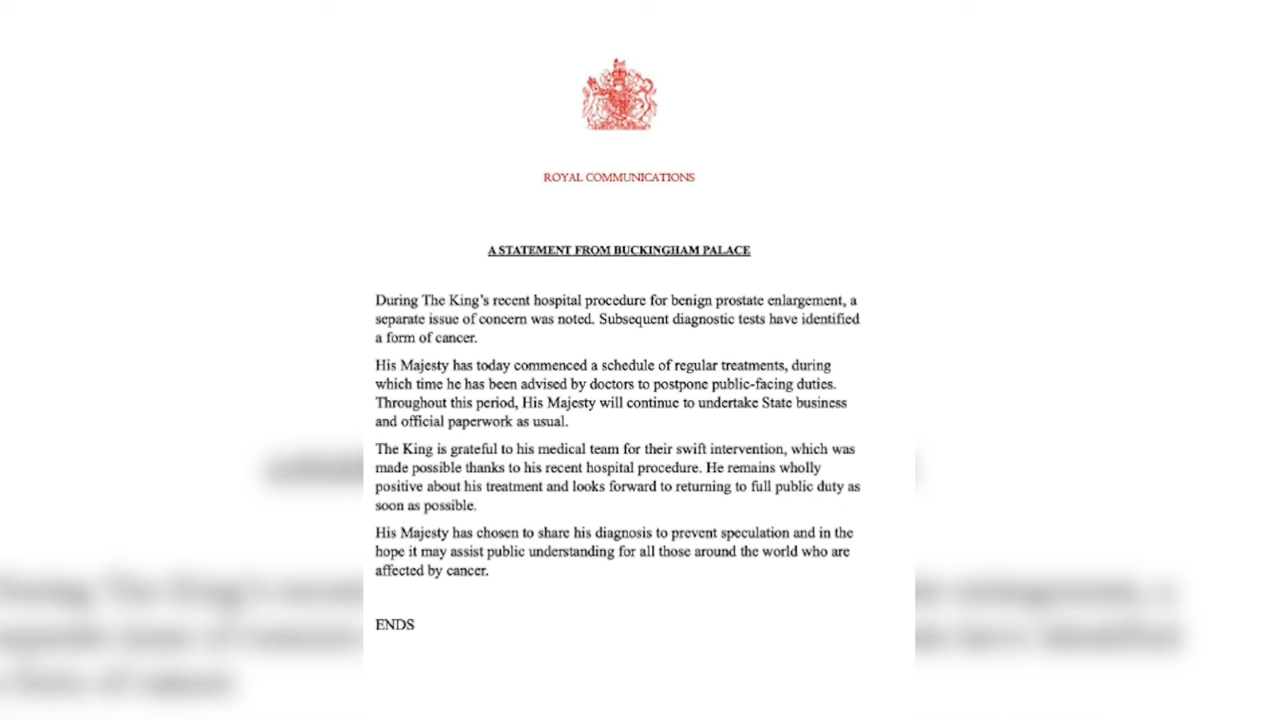 ROYAL COMMUNICATIONS
A STATEMENT FROM BUCKINGHAM PALACE
During The King's recent hospital procedure for benign prostate enlargement, a
separate issue of concern was noted. Subsequent diagnostic tests have identified
a form of cancer.
His Majesty has today commenced a schedule of regular treatments, during
which time he has been advised by doctors to postpone public-facing duties.
Throughout this period, His Majesty will continue to undertake State business
and official paperwork as usual.
The King is grateful to his medical team for their swift intervention, which was
made possible thanks to his recent hospital procedure. He remains wholly
positive about his treatment and looks forward to returning to full public duty as
soon as possible.
His Majesty has chosen to share his diagnosis to prevent speculation and in the
hope it may assist public understanding for all those around the world who are
affected by cancer.
ENDS